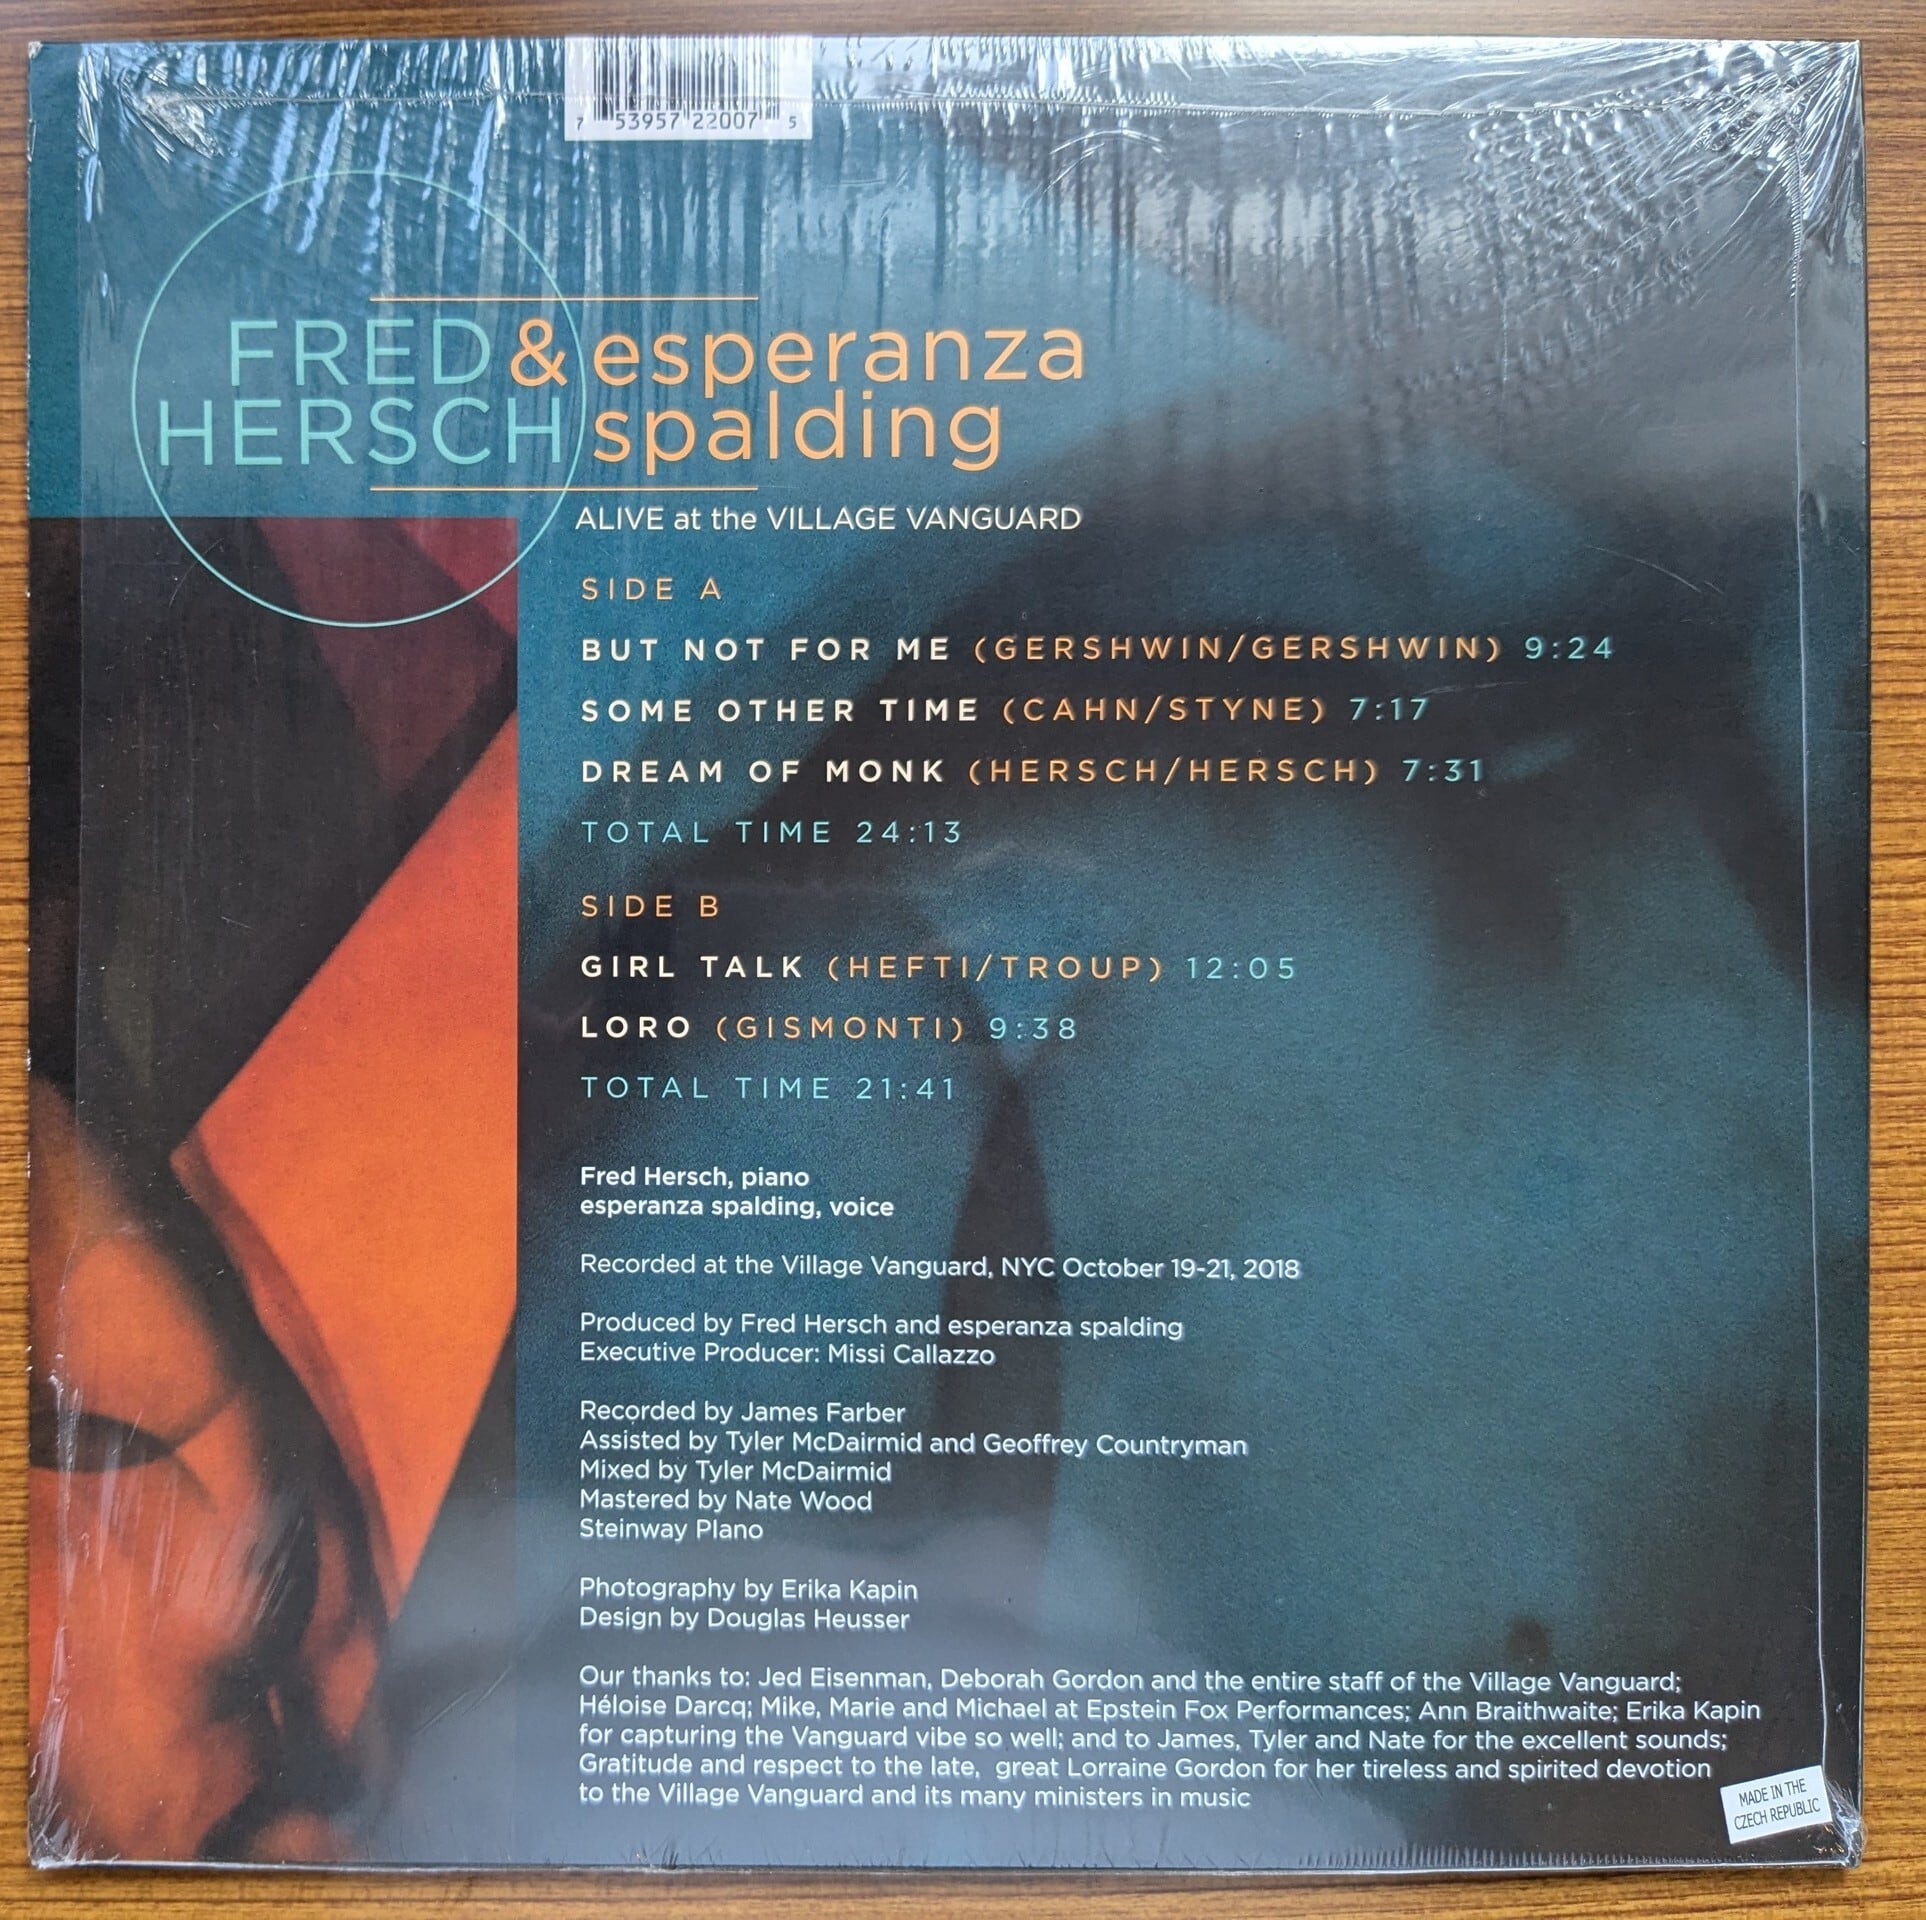 7 53957 22007 5
FRED & esperanza
HERSCH spalding
ALIVE at the VILLAGE VANGUARD
SIDE A
BUT NOT FOR ME (GERSHWIN/GERSHWIN) 9:24
SOME OTHER TIME (CAHN/STYNE) 7:17
DREAM OF MONK (HERSCH/HERSCH) 7:31
TOTAL TIME 24:13
SIDE B
GIRL TALK (HEFTI/TROUP) 12:05
LORO (GISMONTI) 9:38
TOTAL TIME 21:41
Fred Hersch, piano
esperanza spalding, voice
Recorded at the Village Vanguard, NYC October 19-21, 2018
Produced by Fred Hersch and esperanza spalding
Executive Producer: Missi Callazzo
Recorded by James Farber
Assisted by Tyler McDairmid and Geoffrey Countryman
Mixed by Tyler McDairmid
Mastered by Nate Wood
Steinway Piano
Photography by Erika Kapin
Design by Douglas Heusser
Our thanks to: Jed Eisenman, Deborah Gordon and the entire staff of the Village Vanguard;
Héloise Darcq; Mike, Marie and Michael at Epstein Fox Performances; Ann Braithwaite; Erika Kapin
for capturing the Vanguard vibe so well; and to James, Tyler and Nate for the excellent sounds;
Gratitude and respect to the late, great Lorraine Gordon for her tireless and spirited devotion
to the Village Vanguard and its many ministers in music
MADE IN THE
CZECH REPUBLIC